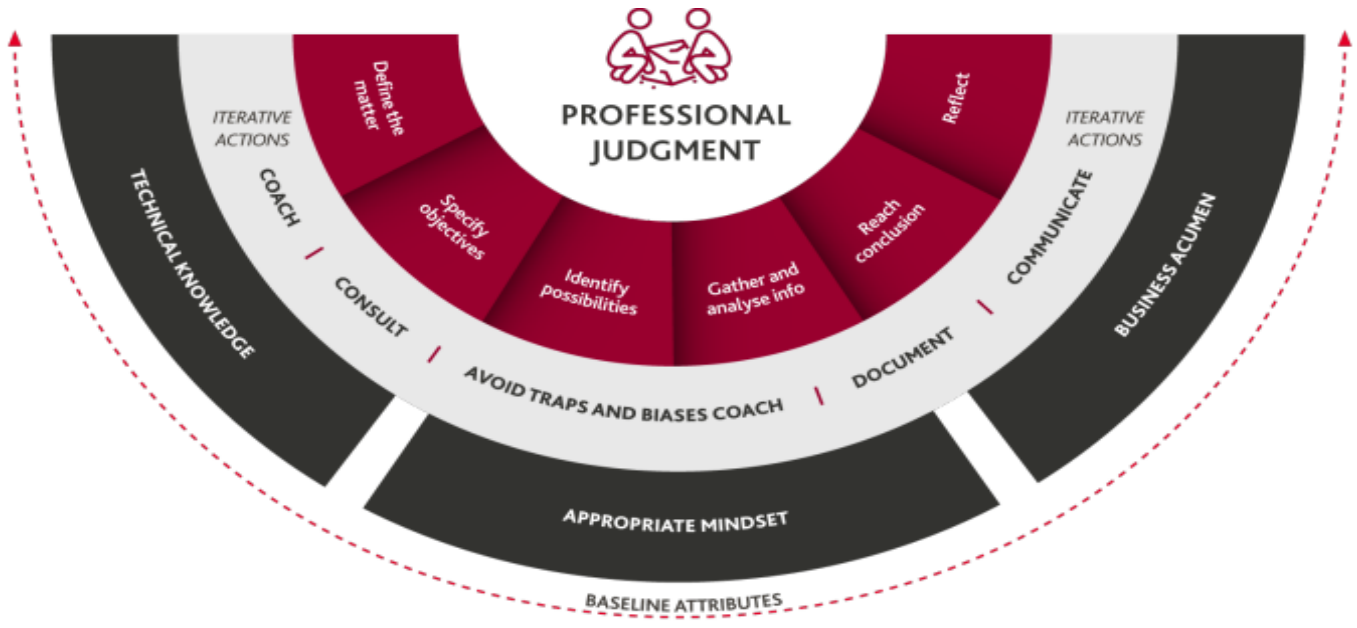 PROFESSIONAL
JUDGMENT
Define the
matter
Specify
objectives
Identify
possibilities
Gather and
analyse info
Reach
conclusion
Reflect
ITERATIVE
ACTIONS
COACH | CONSULT | AVOID TRAPS AND BIASES COACH | DOCUMENT | COMMUNICATE
ITERATIVE
ACTIONS
TECHNICAL KNOWLEDGE
APPROPRIATE MINDSET
BUSINESS ACUMEN
BASELINE ATTRIBUTES